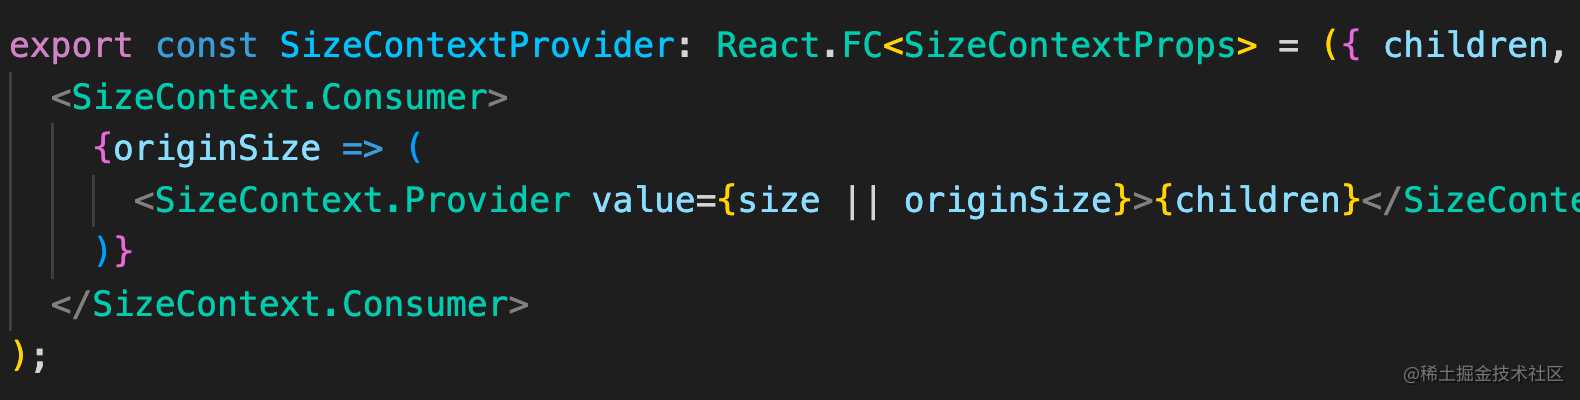 export const SizeContextProvider: React.FC<SizeContextProps> = ({ children,
<SizeContext.Consumer>
{originSize => (
<SizeContext.Provider value={size || originSize}>{children}</SizeConte
)}
</SizeContext.Consumer>
);
@稀土掘金技术社区